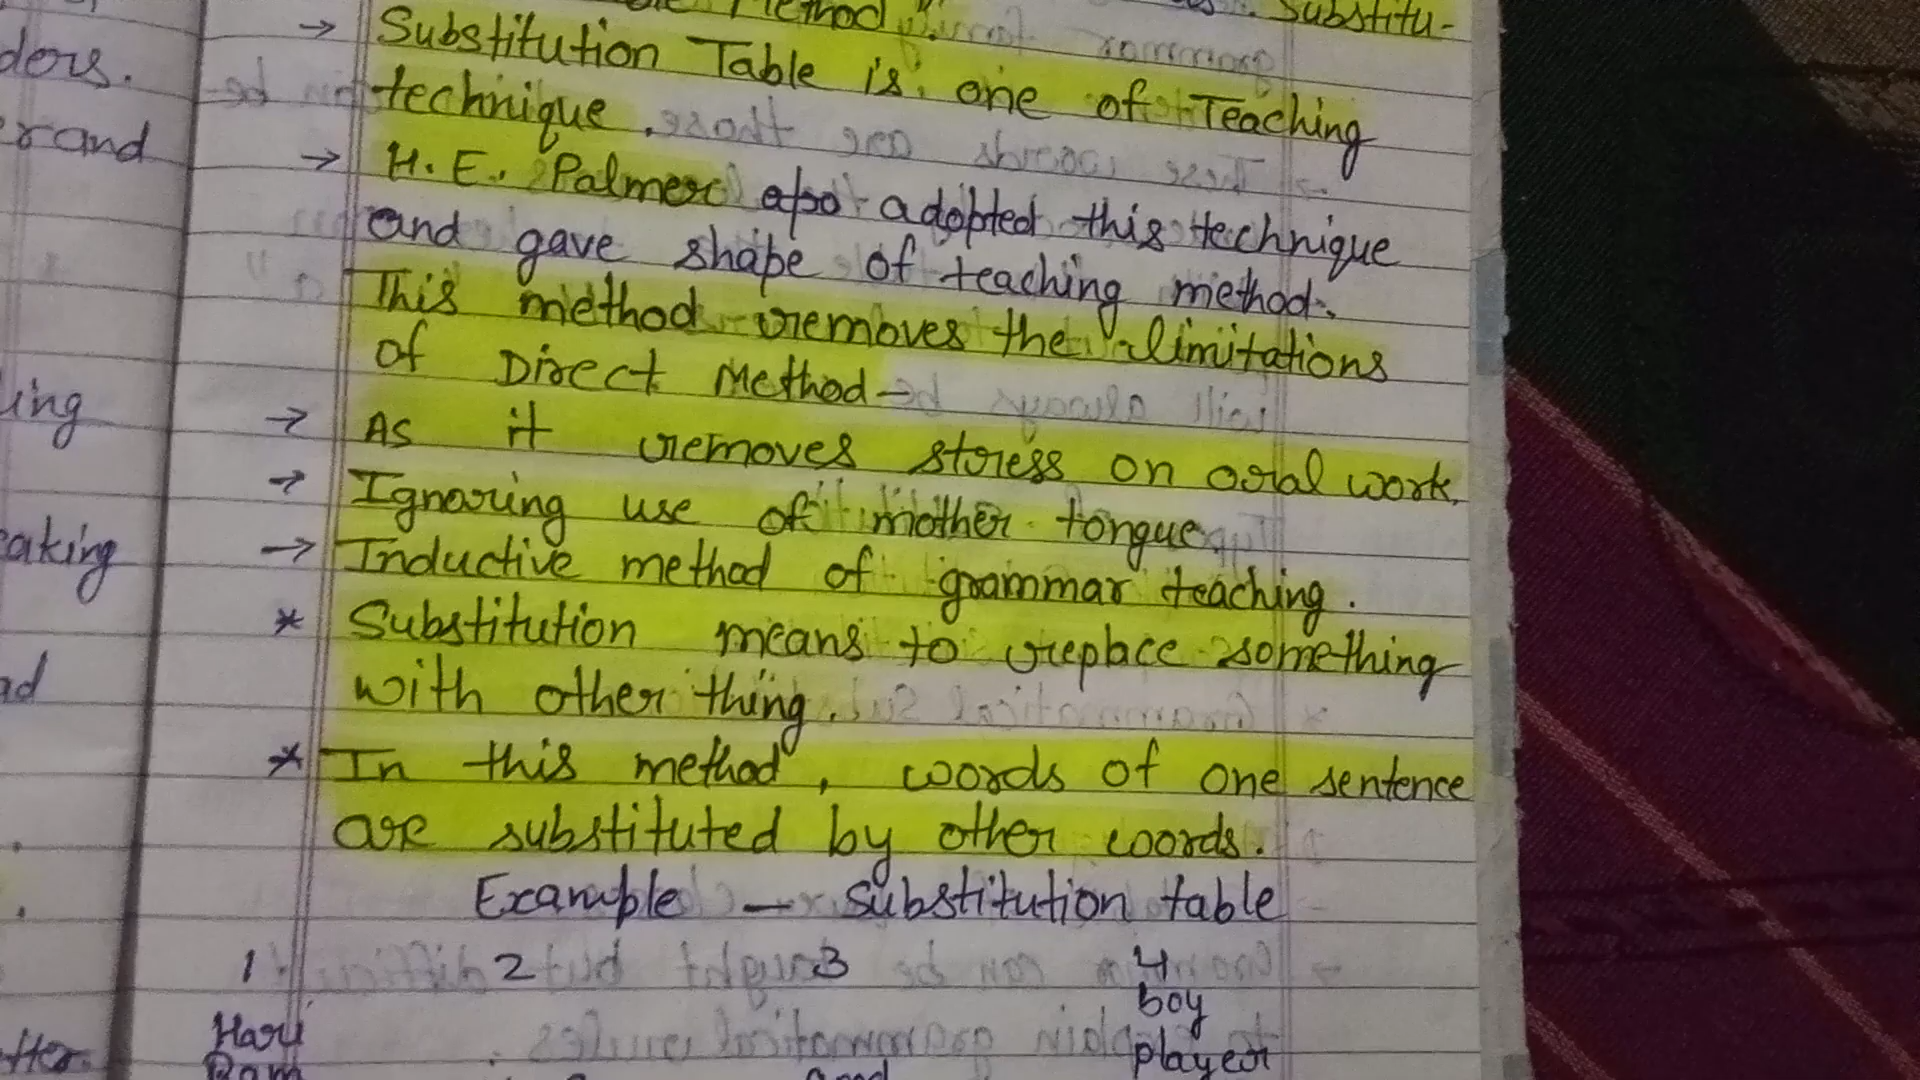 Method
Substitu-
→ Substitution Table is one of Teaching
technique.
→ H.E. Palmer also adopted this technique
and gave shape of teaching method.
This method removes the limitations
of Direct Method-
→ As it removes stress on oral work.
→ Ignoring use of mother tongue
→ Inductive method of grammar teaching.
* Substitution means to replace something
with other thing.
* In this method, words of one sentence
are substituted by other words.
Example - Substitution table
1 2 3 4
boy
Hari player
Ram